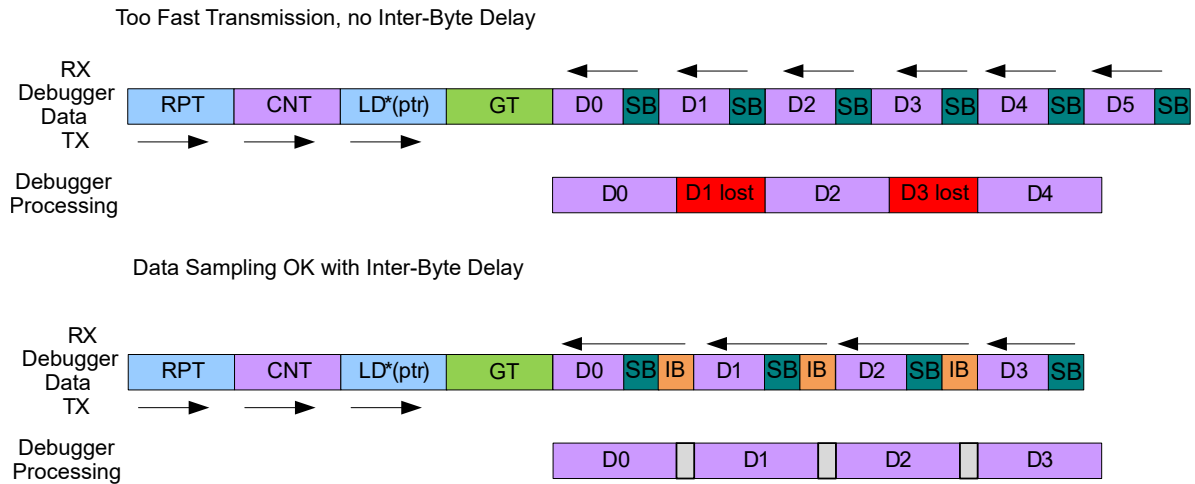 Too Fast Transmission, no Inter-Byte Delay
RX
Debugger
Data
TX
RPT CNT LD*(ptr) GT D0 SB D1 SB D2 SB D3 SB D4 SB D5 SB
Debugger
Processing
D0 D1 lost D2 D3 lost D4
Data Sampling OK with Inter-Byte Delay
RX
Debugger
Data
TX
RPT CNT LD*(ptr) GT D0 SB IB D1 SB IB D2 SB IB D3 SB
Debugger
Processing
D0 D1 D2 D3